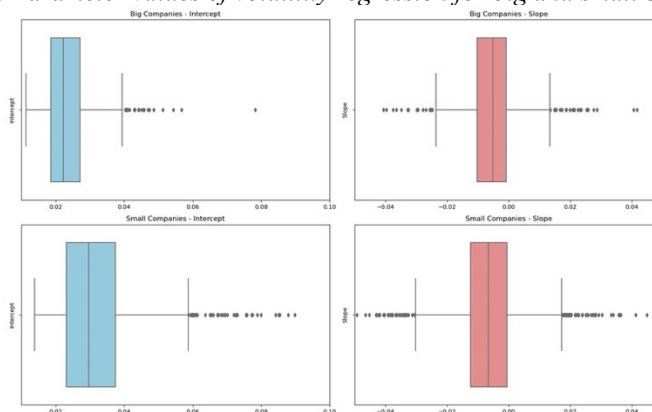 Big Companies - Intercept
Big Companies - Slope
Intercept
Slope
0.02 0.04 0.06 0.08 0.10
−0.04 −0.02 0.00 0.02 0.04
Small Companies - Intercept
Small Companies - Slope
Intercept
Slope
0.02 0.04 0.06 0.08 0.10
−0.04 −0.02 0.00 0.02 0.04